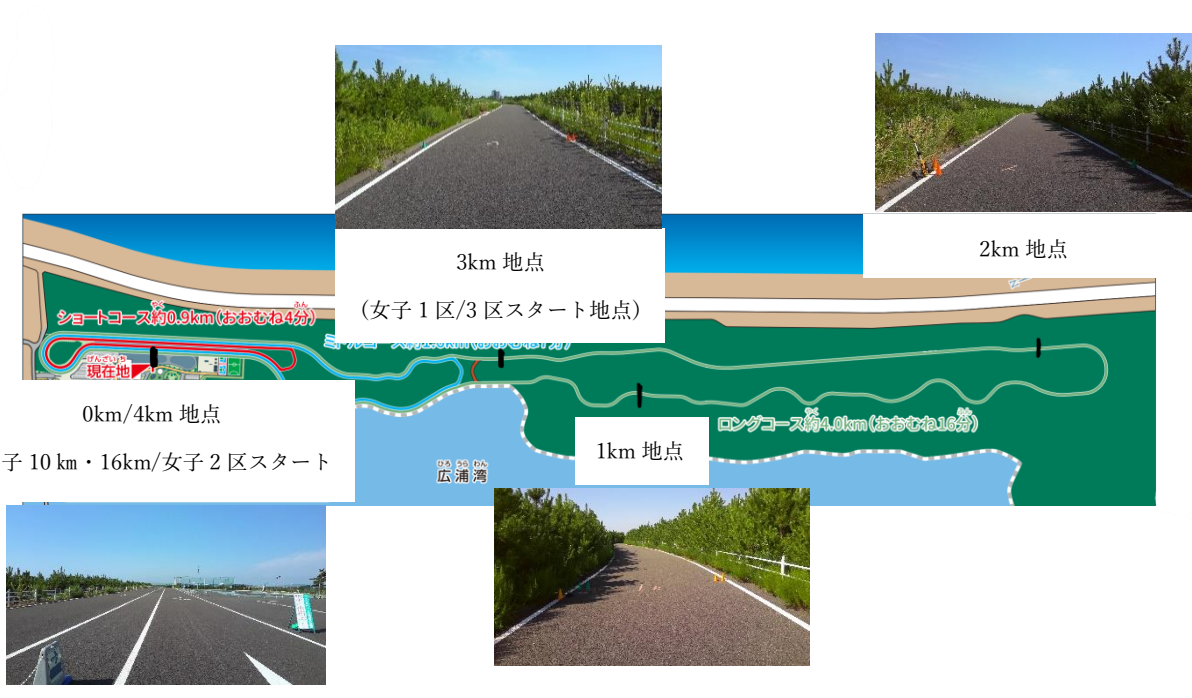 3km 地点
(女子 1 区/3 区スタート地点)
2km 地点
ショートコース約0.9km(おおむね4分)
現在地
0km/4km 地点
子 10 ㎞・16km/女子 2 区スタート
1km 地点
ロングコース約4.0km(おおむね16分)
広浦湾